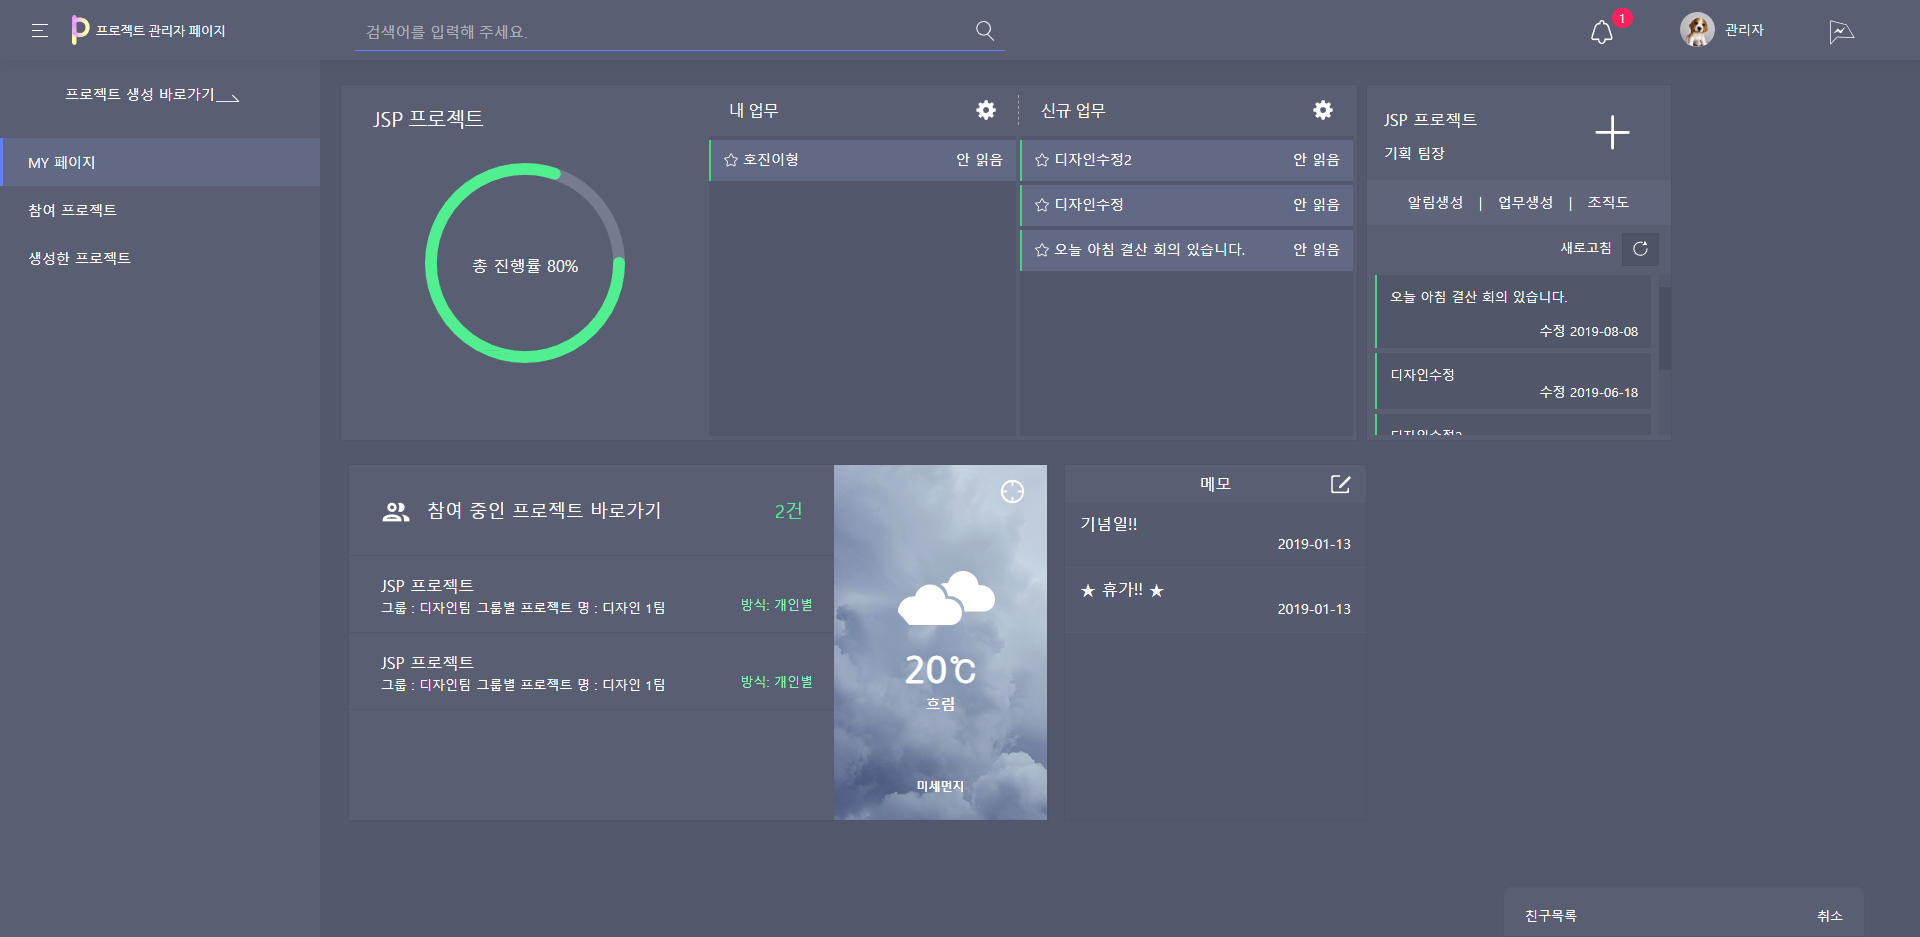 프로젝트 관리자 페이지
검색어를 입력해 주세요.
1
관리자
프로젝트 생성 바로가기
MY 페이지
참여 프로젝트
생성한 프로젝트
JSP 프로젝트
총 진행률 80%
내 업무
호진이형 안 읽음
신규 업무
디자인수정2 안 읽음
디자인수정 안 읽음
오늘 아침 결산 회의 있습니다. 안 읽음
JSP 프로젝트
기획 팀장
알림생성 | 업무생성 | 조직도
새로고침
오늘 아침 결산 회의 있습니다.
수정 2019-08-08
디자인수정
수정 2019-06-18
디자인수정2
참여 중인 프로젝트 바로가기 2건
JSP 프로젝트
그룹 : 디자인팀 그룹별 프로젝트 명 : 디자인 1팀 방식: 개인별
JSP 프로젝트
그룹 : 디자인팀 그룹별 프로젝트 명 : 디자인 1팀 방식: 개인별
20℃
흐림
미세먼지
메모
기념일!!
2019-01-13
★ 휴가!! ★
2019-01-13
친구목록 취소